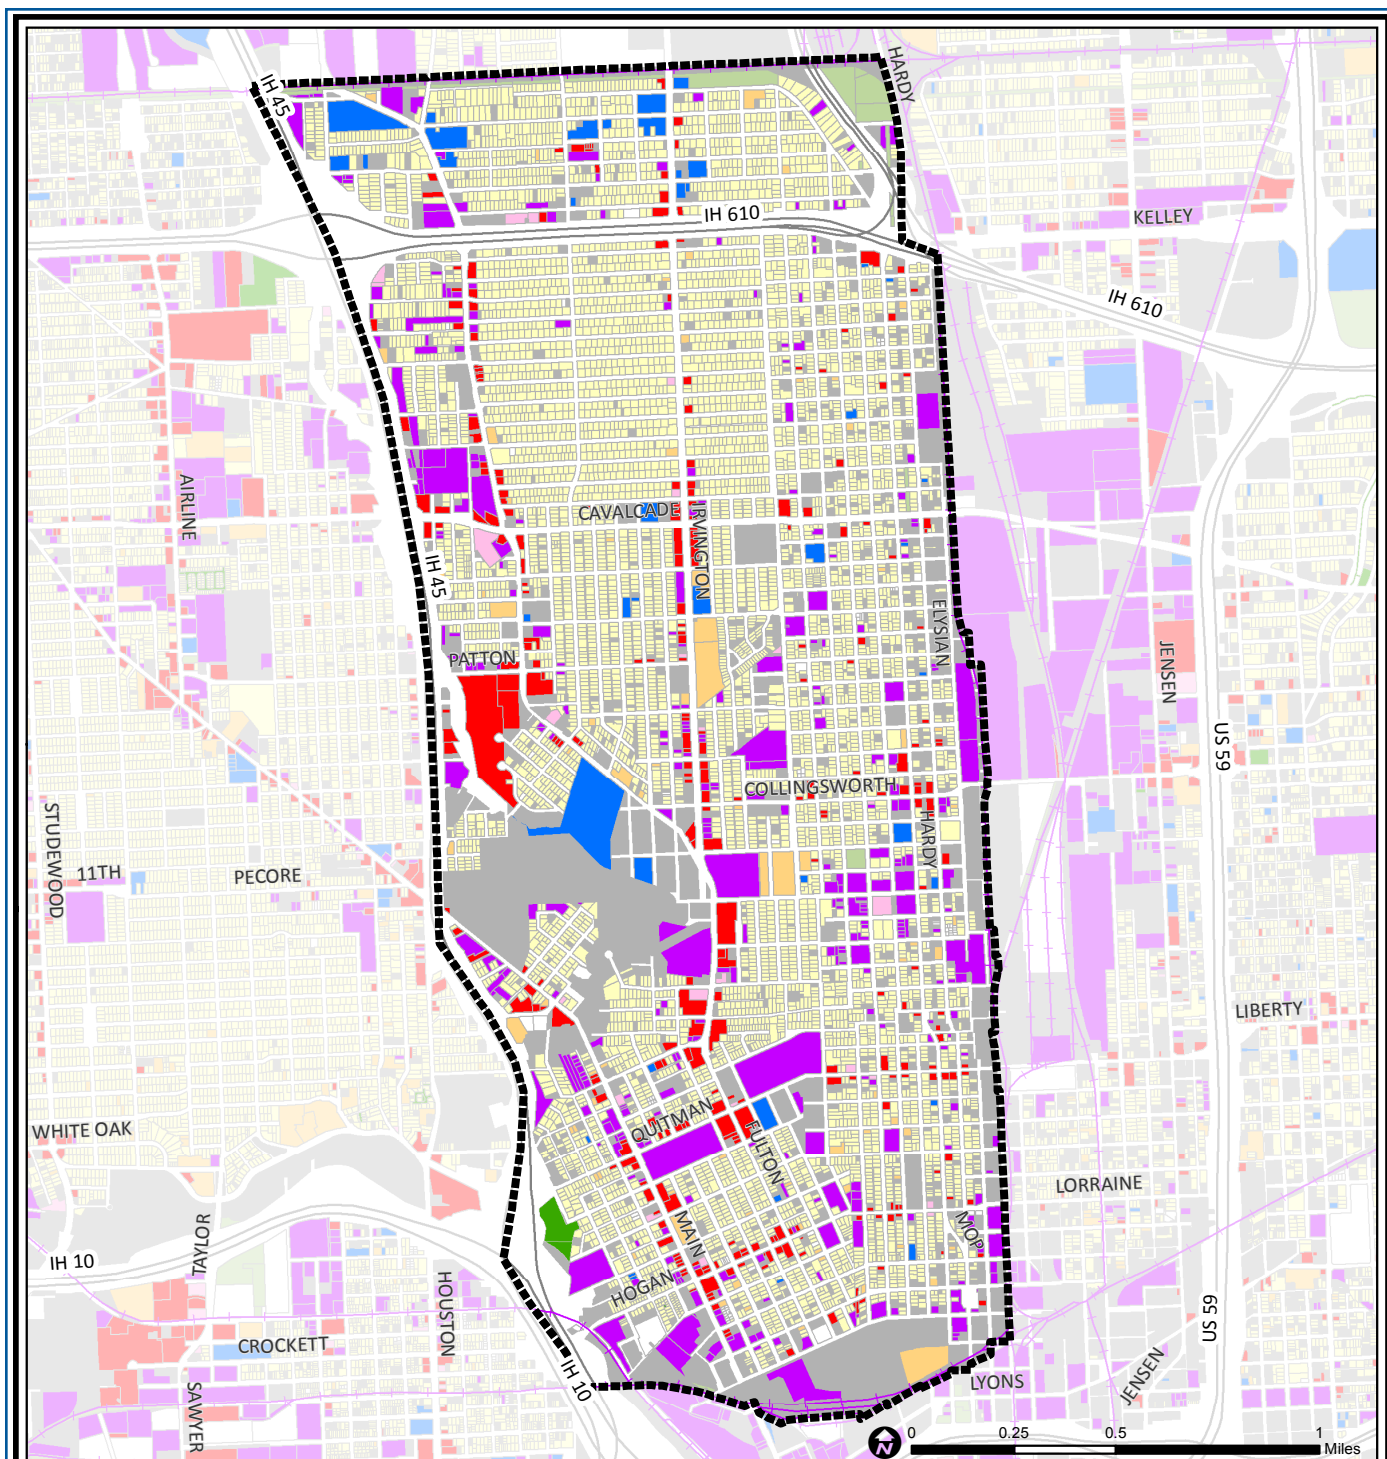 HARDY
IH 45
IH 610
KELLEY
IH 610
AIRLINE
CAVALCADE
IRVINGTON
IH 45
ELYSIAN
PATTON
JENSEN
US 59
COLLINGSWORTH
STUDEWOOD
HARDY
11TH
PECORE
LIBERTY
WHITE OAK
QUITMAN
FULTON
LORRAINE
TAYLOR
MAIN
MOP
IH 10
HOGAN
HOUSTON
US 59
CROCKETT
SAWYER
IH 10
LYONS
JENSEN
N
0 0.25 0.5 1
Miles